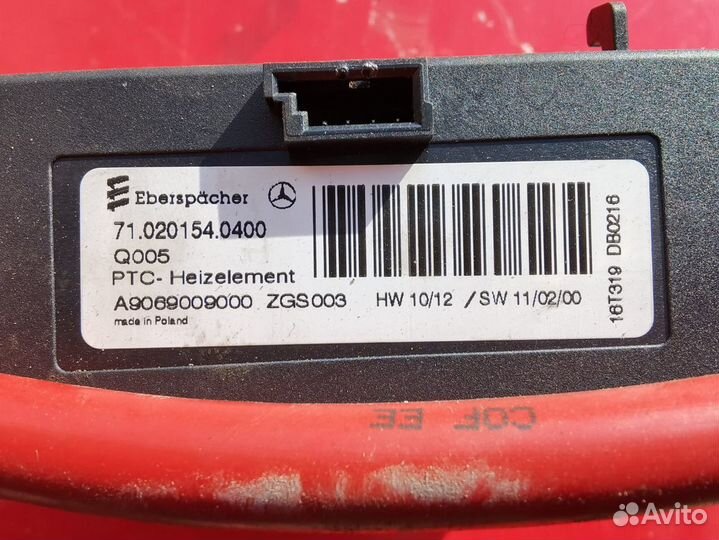 Eberspächer
71.020154.0400
Q005
PTC- Heizelement
A9069009000 ZGS003 HW 10/12 / SW 11/02/00
made in Poland
16T319 DB0216
COF EE
Avito